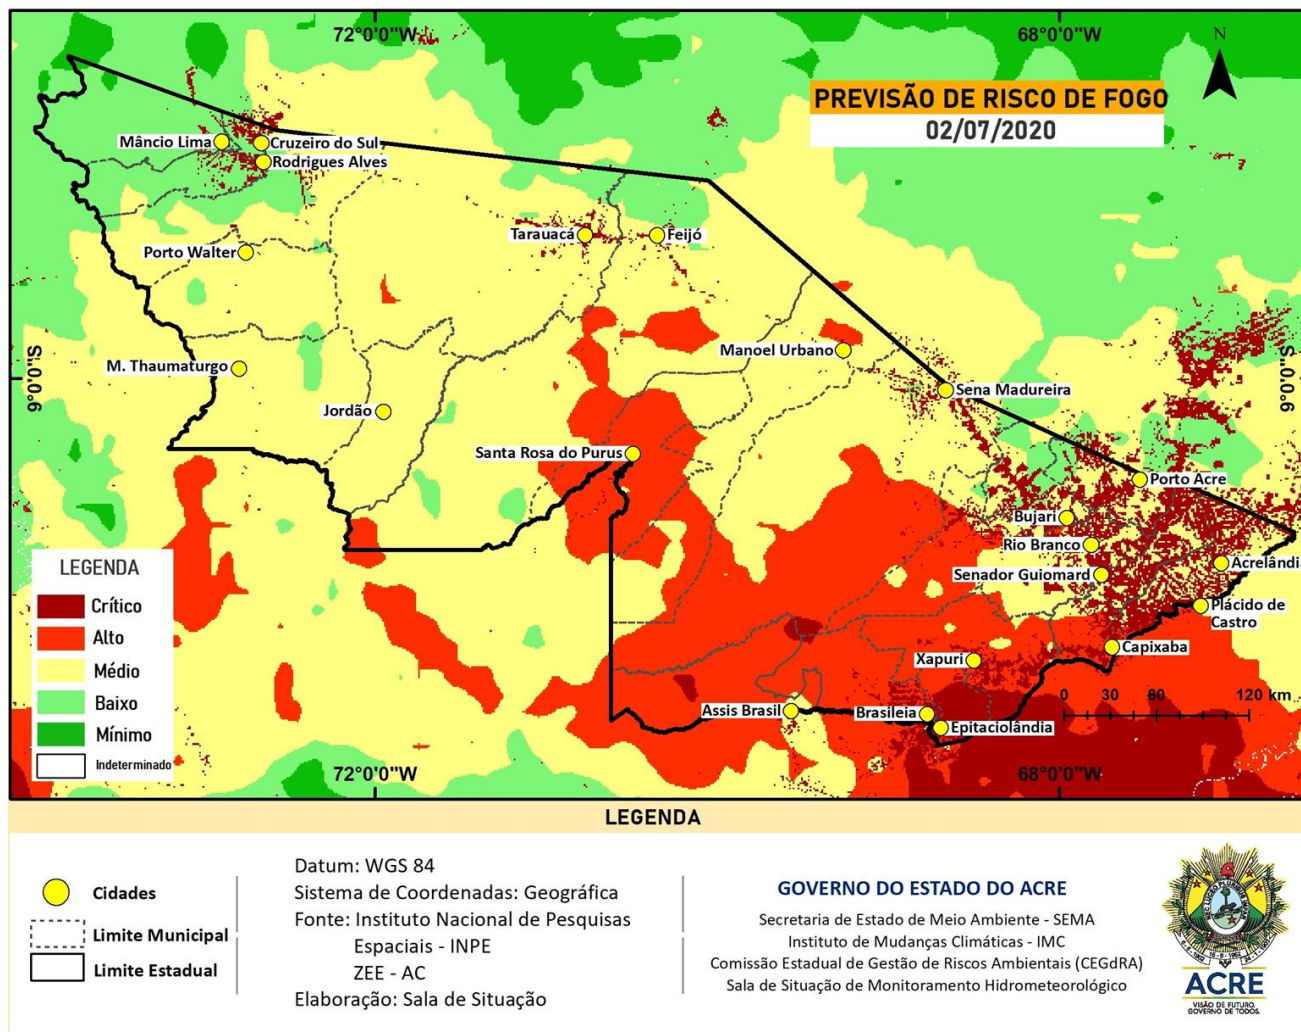 72°0'0"W
68°0'0"W
N
PREVISÃO DE RISCO DE FOGO
02/07/2020
Mâncio Lima
Cruzeiro do Sul
Rodrigues Alves
Tarauacá
Feijó
Porto Walter
Manoel Urbano
M. Thaumaturgo
9°0'0"S
9°0'0"S
Sena Madureira
Jordão
Santa Rosa do Purus
Porto Acre
Bujari
Rio Branco
Acrelândia
Senador Guiomard
Plácido de
Castro
Capixaba
Xapuri
Assis Brasil
Brasileia
Epitaciolândia
0 30 60 120 km
72°0'0"W
68°0'0"W
LEGENDA
Crítico
Alto
Médio
Baixo
Mínimo
Indeterminado
LEGENDA
Cidades
Limite Municipal
Limite Estadual
Datum: WGS 84
Sistema de Coordenadas: Geográfica
Fonte: Instituto Nacional de Pesquisas
Espaciais - INPE
ZEE - AC
Elaboração: Sala de Situação
GOVERNO DO ESTADO DO ACRE
Secretaria de Estado de Meio Ambiente - SEMA
Instituto de Mudanças Climáticas - IMC
Comissão Estadual de Gestão de Riscos Ambientais (CEGdRA)
Sala de Situação de Monitoramento Hidrometeorológico
ACRE
VISÃO DE FUTURO.
GOVERNO DE TODOS.